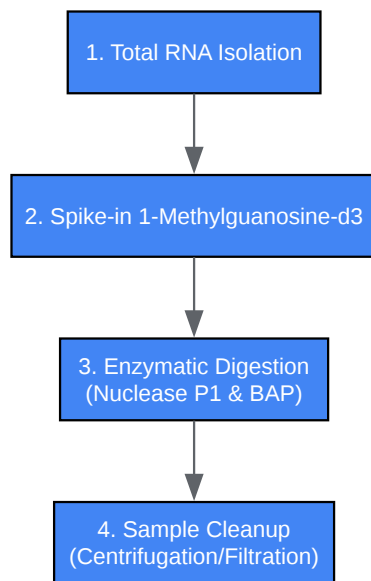 1. Total RNA Isolation
2. Spike-in 1-Methylguanosine-d3
3. Enzymatic Digestion
(Nuclease P1 & BAP)
4. Sample Cleanup
(Centrifugation/Filtration)